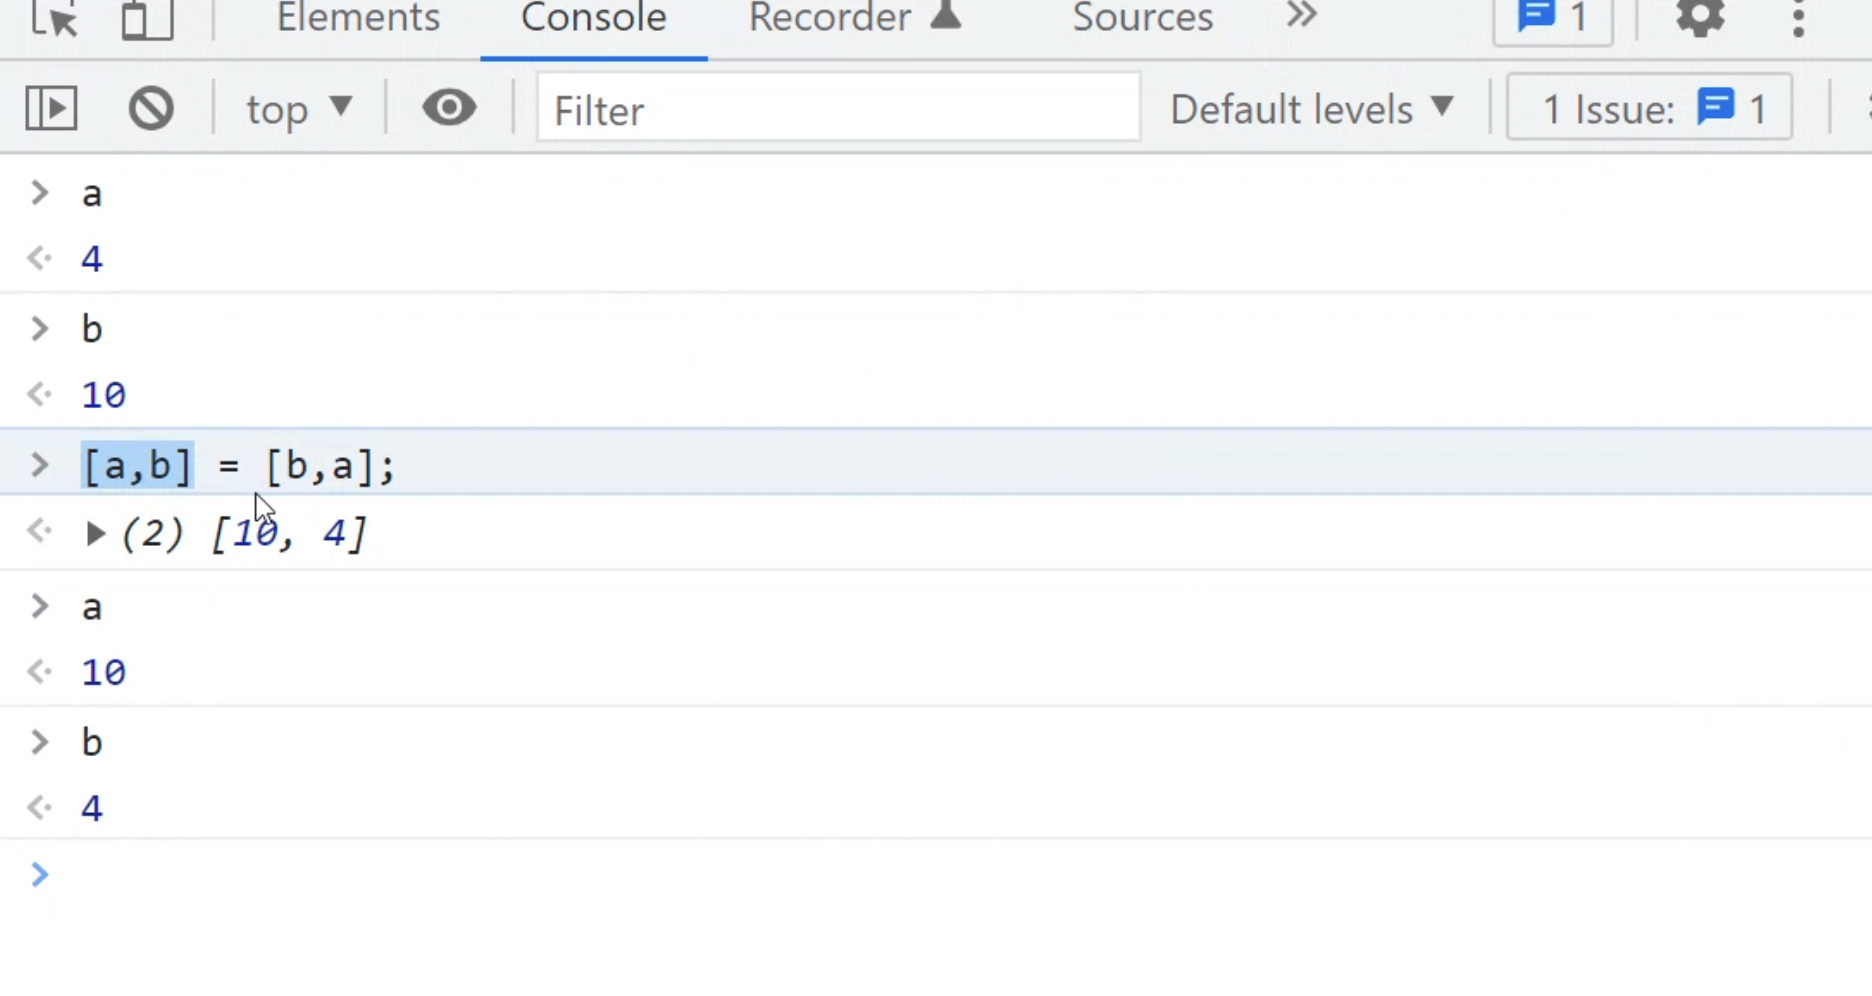 Elements Console Recorder Sources 1
top Filter Default levels 1 Issue: 1
a
4
b
10
[a,b] = [b,a];
(2) [10, 4]
a
10
b
4